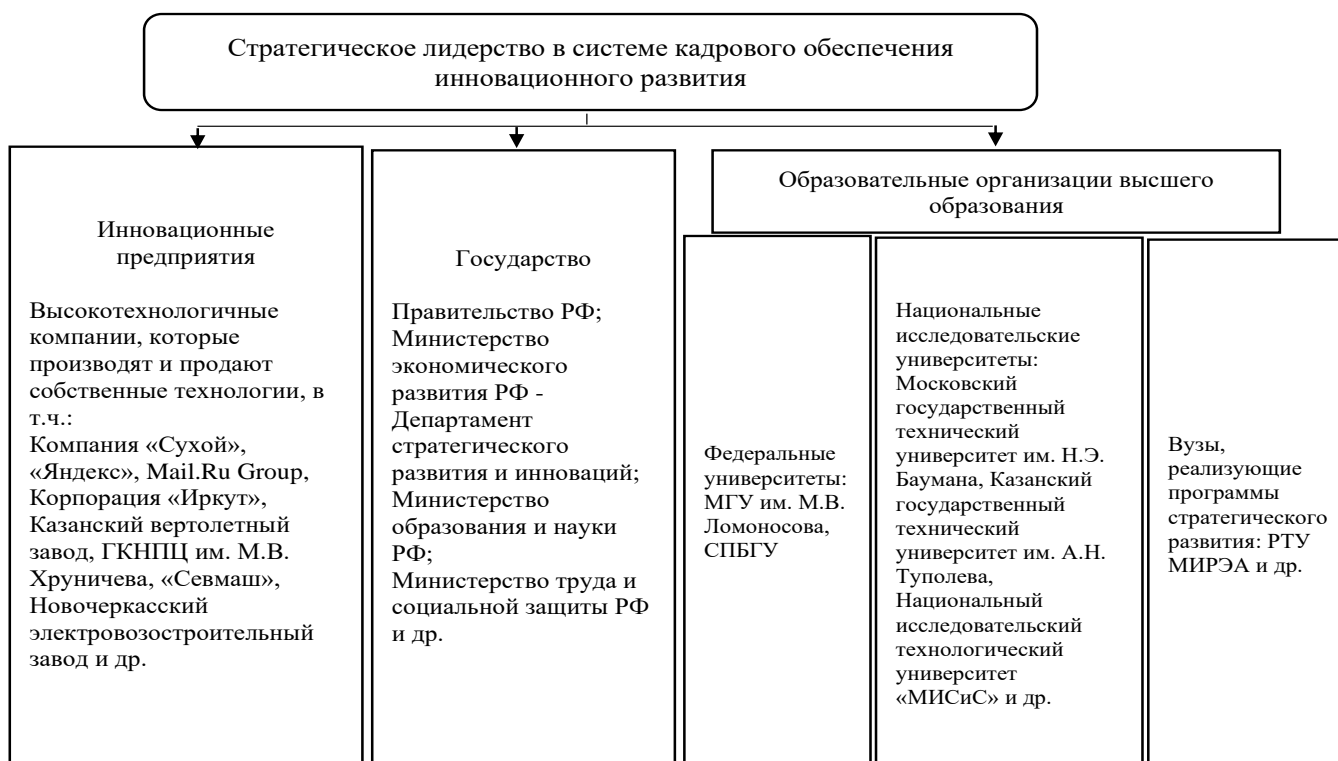 Стратегическое лидерство в системе кадрового обеспечения
инновационного развития
Инновационные
предприятия
Высокотехнологичные
компании, которые
производят и продают
собственные технологии, в
т.ч.:
Компания «Сухой»,
«Яндекс», Mail.Ru Group,
Корпорация «Иркут»,
Казанский вертолетный
завод, ГКНПЦ им. М.В.
Хруничева, «Севмаш»,
Новочеркасский
электровозостроительный
завод и др.
Государство
Правительство РФ;
Министерство
экономического
развития РФ -
Департамент
стратегического
развития и инноваций;
Министерство
образования и науки
РФ;
Министерство труда и
социальной защиты РФ
и др.
Образовательные организации высшего
образования
Федеральные
университеты:
МГУ им. М.В.
Ломоносова,
СПБГУ
Национальные
исследовательские
университеты:
Московский
государственный
технический
университет им. Н.Э.
Баумана, Казанский
государственный
технический
университет им. А.Н.
Туполева,
Национальный
исследовательский
технологический
университет
«МИСиС» и др.
Вузы,
реализующие
программы
стратегического
развития: РТУ
МИРЭА и др.